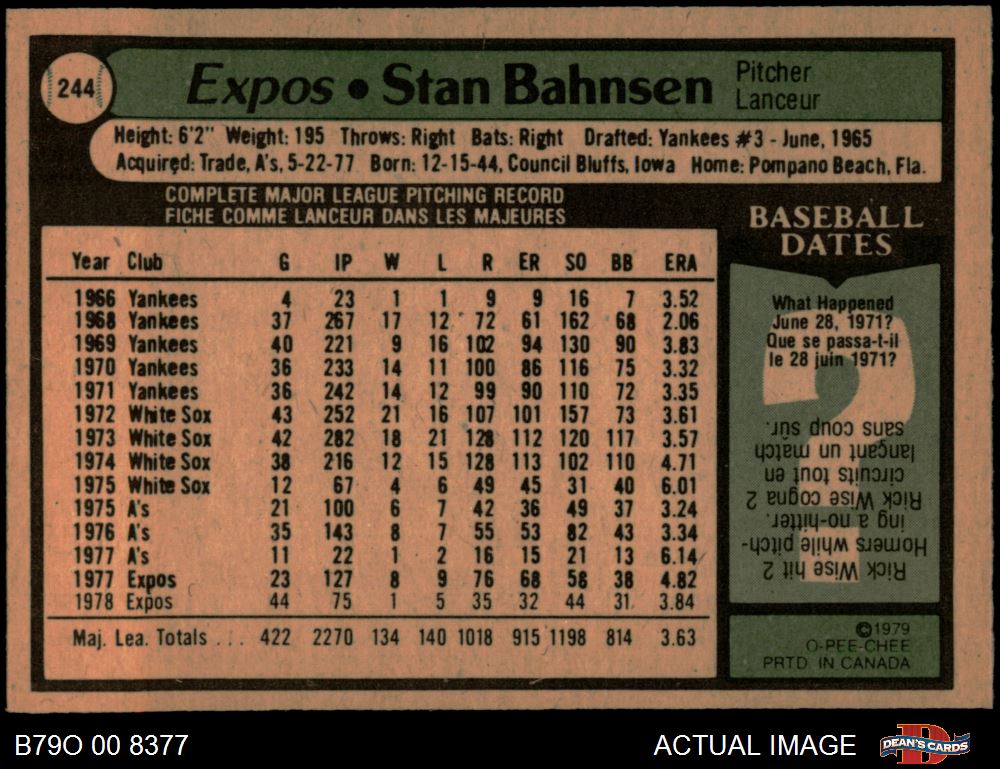 244
Expos • Stan Bahnsen
Pitcher
Lanceur
Height: 6'2" Weight: 195 Throws: Right Bats: Right Drafted: Yankees #3 - June, 1965
Acquired: Trade, A's, 5-22-77 Born: 12-15-44, Council Bluffs, Iowa Home: Pompano Beach, Fla.
COMPLETE MAJOR LEAGUE PITCHING RECORD
FICHE COMME LANCEUR DANS LES MAJEURES
Year Club G IP W L R ER SO BB ERA
1966 Yankees 4 23 1 1 9 9 16 7 3.52
1968 Yankees 37 267 17 12 72 61 162 68 2.06
1969 Yankees 40 221 9 16 102 94 130 90 3.83
1970 Yankees 36 233 14 11 100 86 116 75 3.32
1971 Yankees 36 242 14 12 99 90 110 72 3.35
1972 White Sox 43 252 21 16 107 101 157 73 3.61
1973 White Sox 42 282 18 21 128 112 120 117 3.57
1974 White Sox 38 216 12 15 128 113 102 110 4.71
1975 White Sox 12 67 4 6 49 45 31 40 6.01
1975 A's 21 100 6 7 42 36 49 37 3.24
1976 A's 35 143 8 7 55 53 82 43 3.34
1977 A's 11 22 1 2 16 15 21 13 6.14
1977 Expos 23 127 8 9 76 68 58 38 4.82
1978 Expos 44 75 1 5 35 32 44 31 3.84
Maj. Lea. Totals ... 422 2270 134 140 1018 915 1198 814 3.63
BASEBALL
DATES
What Happened
June 28, 1971?
Que se passa-t-il
le 28 juin 1971?
Rick Wise hit 2
Homers while pitch-
ing a no-hitter.
Rick Wise cogna 2
circuits tout en
lançant un match
sans coup sûr.
©1979
O-PEE-CHEE
PRTD IN CANADA
B79O 00 8377
ACTUAL IMAGE
DEAN'S CARDS